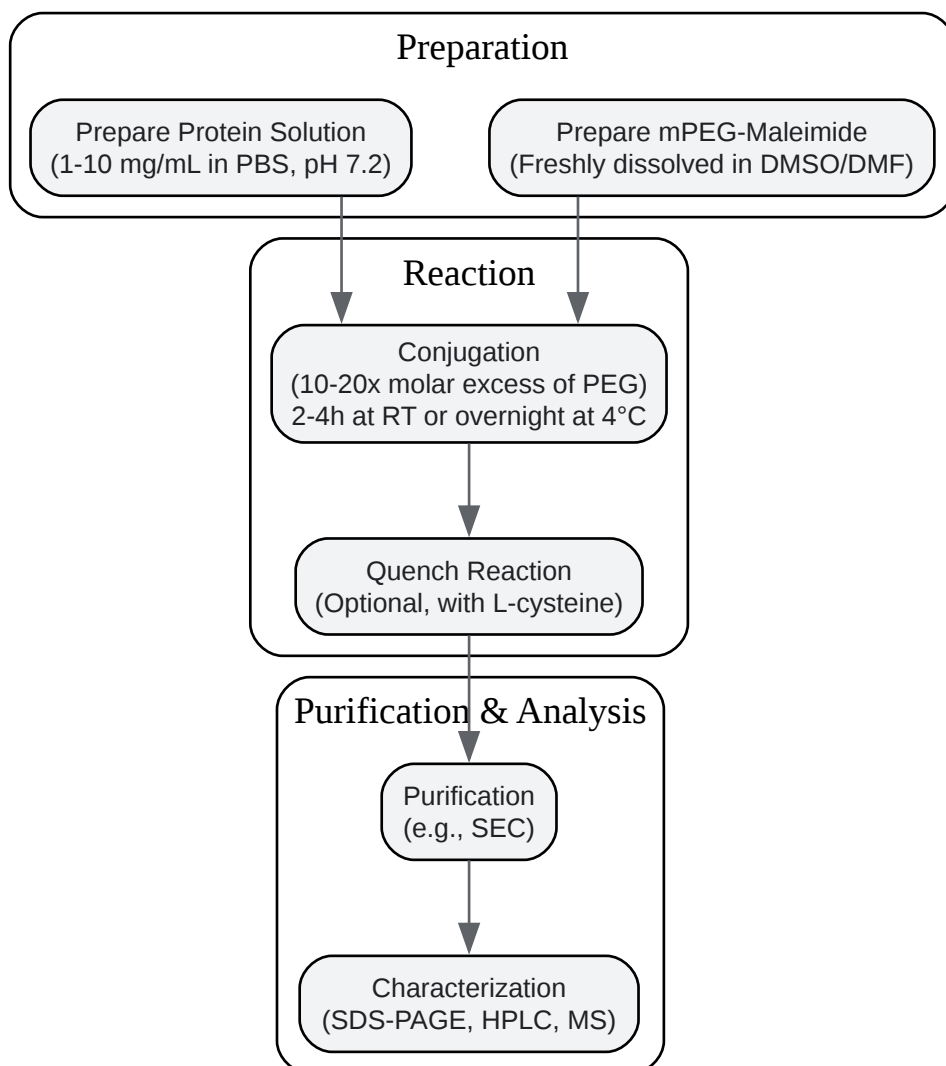 Preparation
Prepare Protein Solution
(1-10 mg/mL in PBS, pH 7.2)
Prepare mPEG-Maleimide
(Freshly dissolved in DMSO/DMF)
Reaction
Conjugation
(10-20x molar excess of PEG)
2-4h at RT or overnight at 4°C
Quench Reaction
(Optional, with L-cysteine)
Purification & Analysis
Purification
(e.g., SEC)
Characterization
(SDS-PAGE, HPLC, MS)